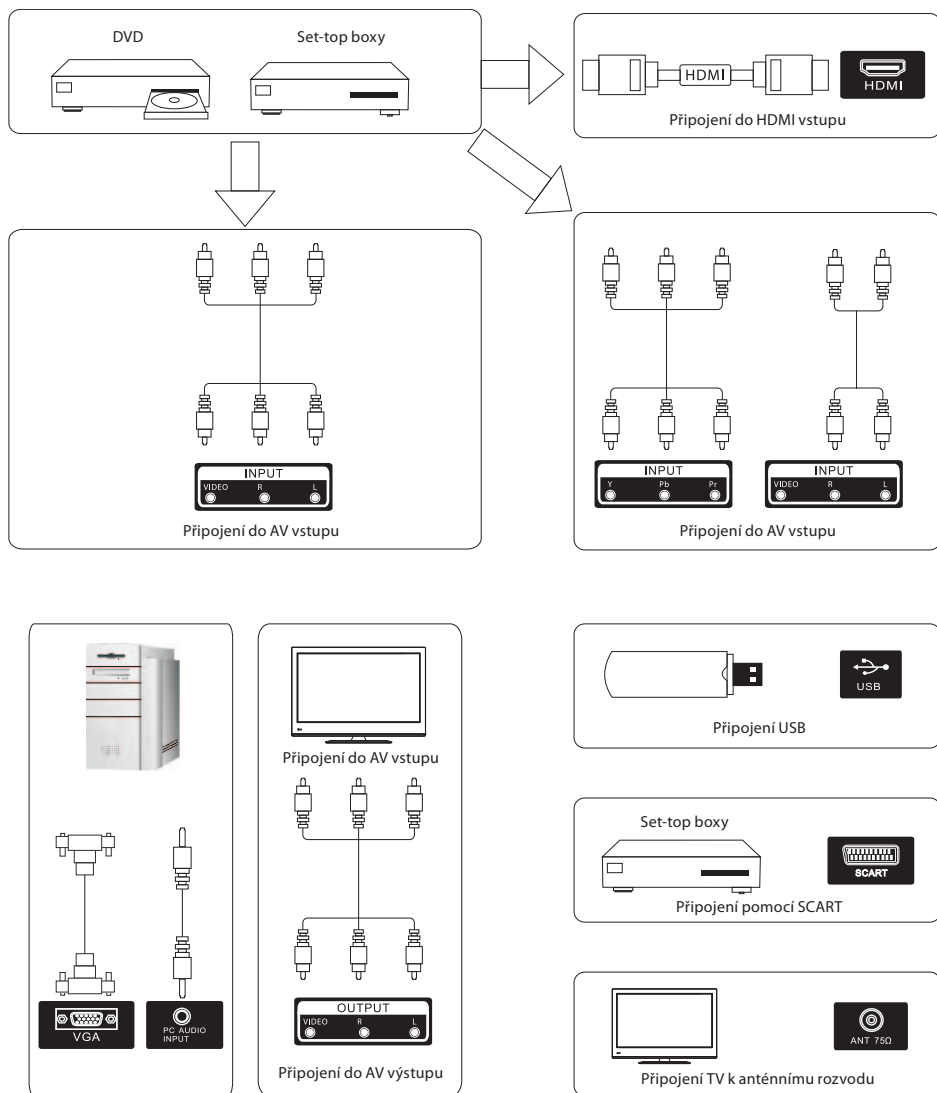 DVD
Set-top boxy
HDMI
HDMI
Připojení do HDMI vstupu
INPUT
VIDEO R L
Připojení do AV vstupu
INPUT
Y Pb Pr
INPUT
VIDEO R L
Připojení do AV vstupu
VGA
PC AUDIO
INPUT
Připojení do AV vstupu
OUTPUT
VIDEO R L
Připojení do AV výstupu
USB
Připojení USB
Set-top boxy
SCART
Připojení pomocí SCART
ANT 75Ω
Připojení TV k anténnímu rozvodu